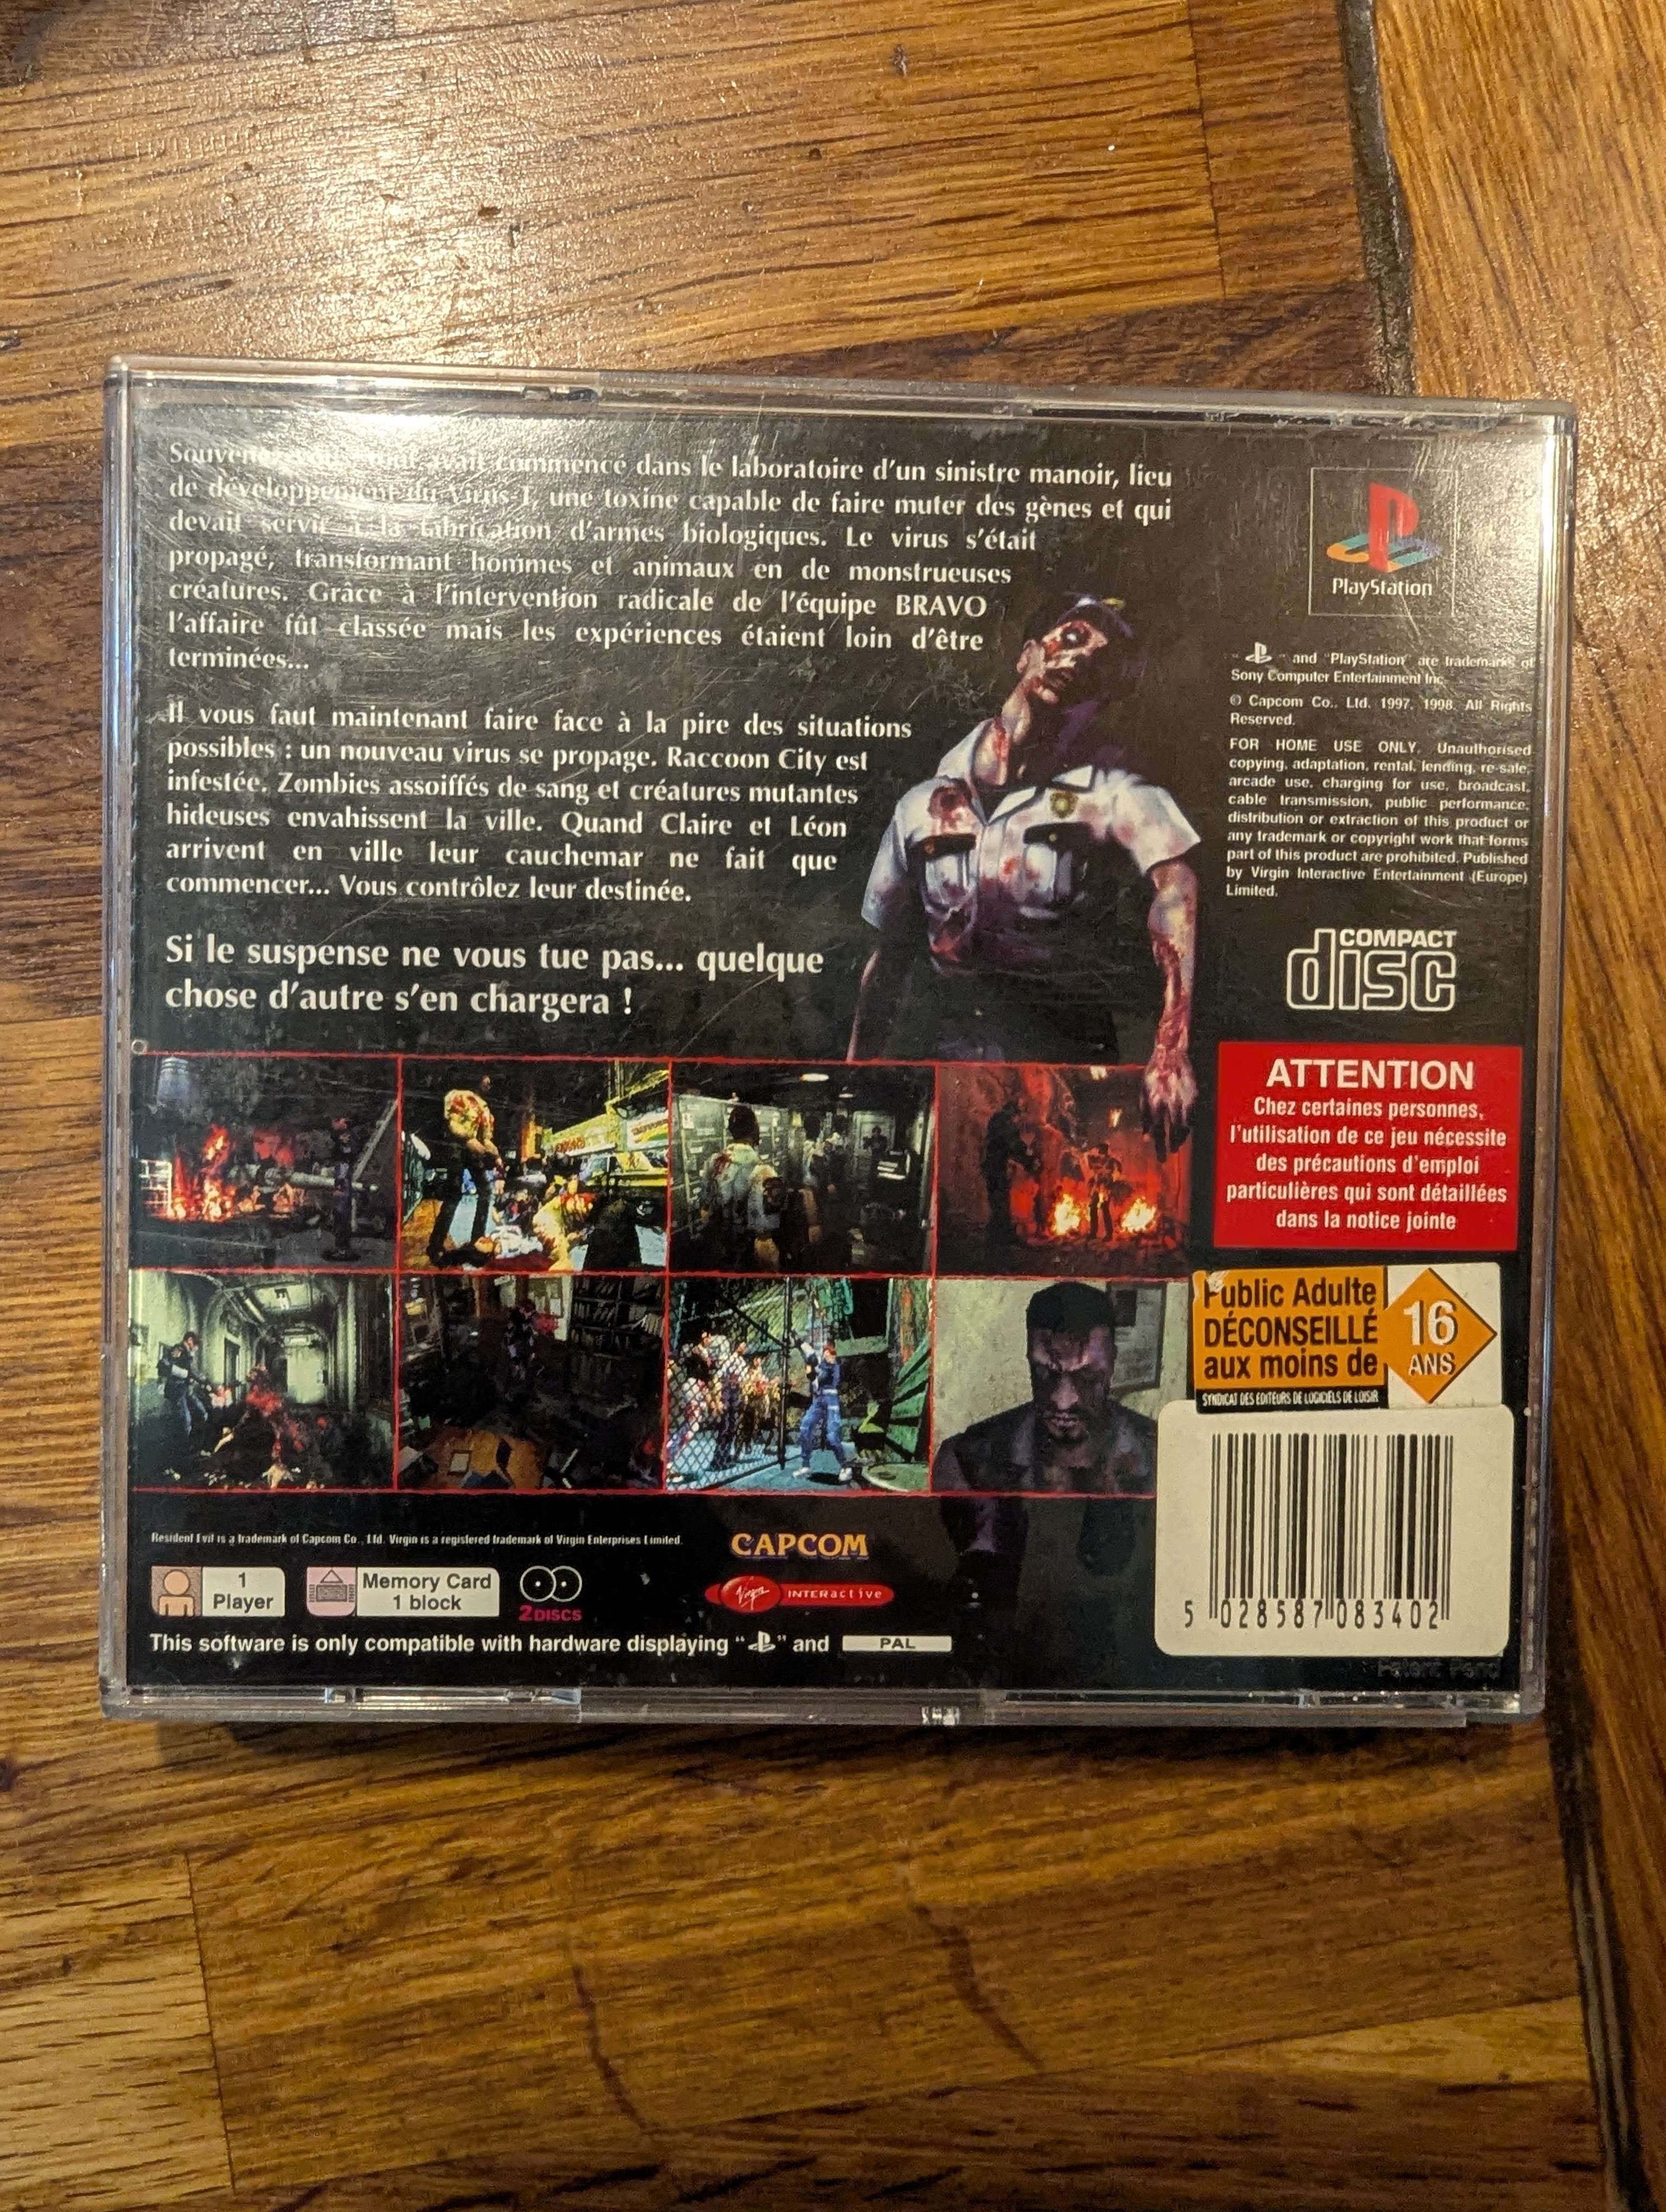 Souvenez-vous, tout avait commencé dans le laboratoire d'un sinistre manoir, lieu
de développement du Virus-T, une toxine capable de faire muter des gènes et qui
devait servir à la fabrication d'armes biologiques. Le virus s'était
propagé, transformant hommes et animaux en de monstrueuses
créatures. Grâce à l'intervention radicale de l'équipe BRAVO
l'affaire fût classée mais les expériences étaient loin d'être
terminées...
Il vous faut maintenant faire face à la pire des situations
possibles : un nouveau virus se propage. Raccoon City est
infestée. Zombies assoiffés de sang et créatures mutantes
hideuses envahissent la ville. Quand Claire et Léon
arrivent en ville leur cauchemar ne fait que
commencer... Vous contrôlez leur destinée.
Si le suspense ne vous tue pas... quelque
chose d'autre s'en chargera !
PlayStation
" " and "PlayStation" are trademarks of
Sony Computer Entertainment Inc.
© Capcom Co., Ltd. 1997, 1998. All Rights
Reserved.
FOR HOME USE ONLY. Unauthorised
copying, adaptation, rental, lending, re-sale,
arcade use, charging for use, broadcast,
cable transmission, public performance,
distribution or extraction of this product or
any trademark or copyright work that forms
part of this product are prohibited. Published
by Virgin Interactive Entertainment (Europe)
Limited.
COMPACT
disc
ATTENTION
Chez certaines personnes,
l'utilisation de ce jeu nécessite
des précautions d'emploi
particulières qui sont détaillées
dans la notice jointe
Public Adulte
DÉCONSEILLÉ
aux moins de
16
ANS
SYNDICAT DES EDITEURS DE LOGICIELS DE LOISIR
5 028587 083402
Patent Pend
Resident Evil is a trademark of Capcom Co., Ltd. Virgin is a registered trademark of Virgin Enterprises Limited.
CAPCOM
Virgin INTERactive
1
Player
Memory Card
1 block
2 DISCS
This software is only compatible with hardware displaying " " and PAL